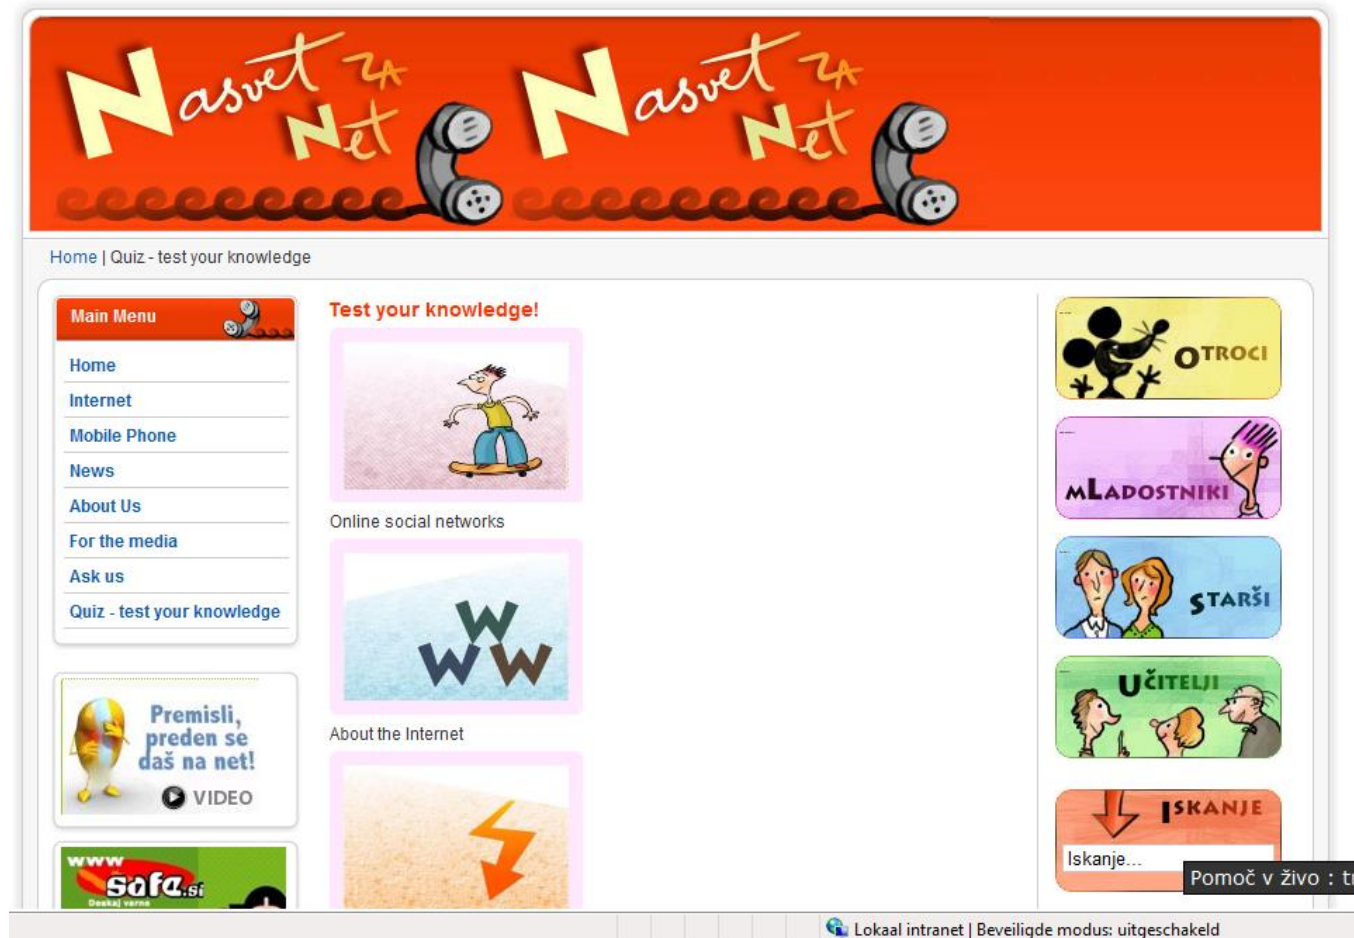 Nasvet ZA Net
Nasvet ZA Net
Home | Quiz - test your knowledge
Main Menu
Home
Internet
Mobile Phone
News
About Us
For the media
Ask us
Quiz - test your knowledge
Premisli,
preden se
daš na net!
VIDEO
www
safe.si
Deskaj varno
Test your knowledge!
Online social networks
WWW
About the Internet
OTROCI
MLADOSTNIKI
STARŠI
UČITELJI
ISKANJE
Iskanje...
Pomoč v živo :
Lokaal intranet | Beveiligde modus: uitgeschakeld